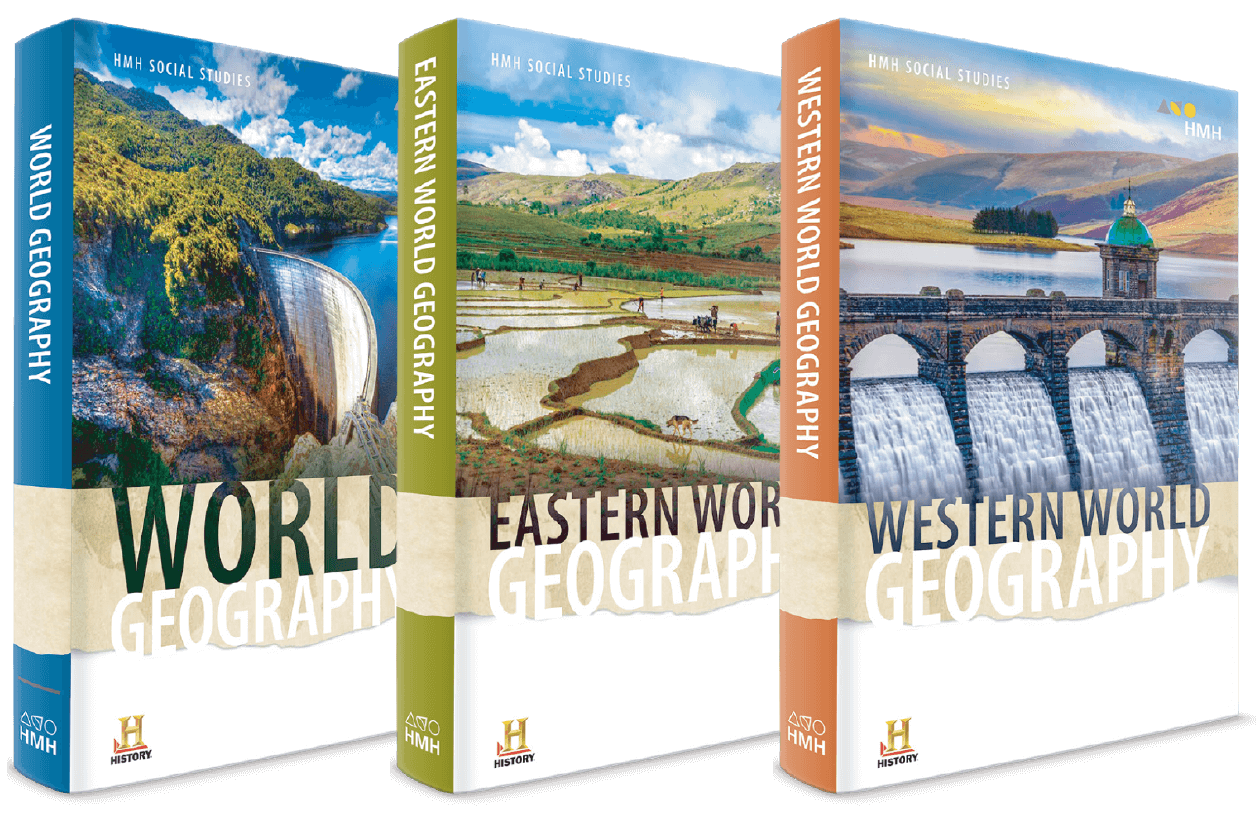 WORLD GEOGRAPHY
HMH
HMH SOCIAL STUDIES
WORLD
GEOGRAPHY
HISTORY
EASTERN WORLD GEOGRAPHY
HMH
HMH SOCIAL STUDIES
EASTERN WOR
GEOGRAPH
HISTORY
WESTERN WORLD GEOGRAPHY
HMH
HMH SOCIAL STUDIES
HMH
WESTERN WORLD
GEOGRAPHY
HISTORY